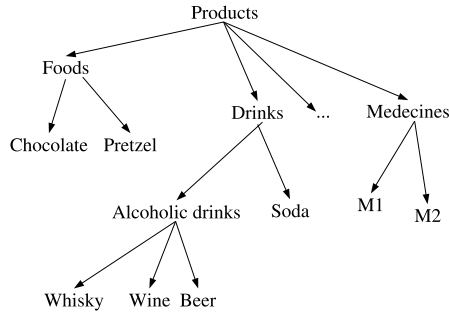 Products
Foods
Drinks
...
Medecines
Chocolate
Pretzel
Alcoholic drinks
Soda
M1
M2
Whisky
Wine
Beer